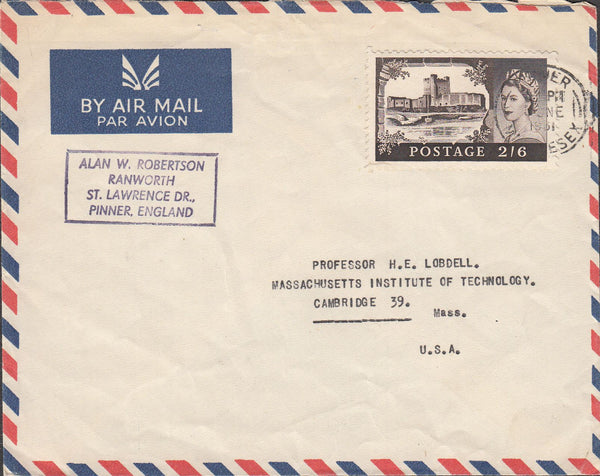 BY AIR MAIL
PAR AVION
ALAN W. ROBERTSON
RANWORTH
ST. LAWRENCE DR.,
PINNER, ENGLAND
POSTAGE 2/6
PROFESSOR H.E. LOBDELL.
MASSACHUSETTS INSTITUTE OF TECHNOLOGY.
CAMBRIDGE 39.
Mass.
U.S.A.